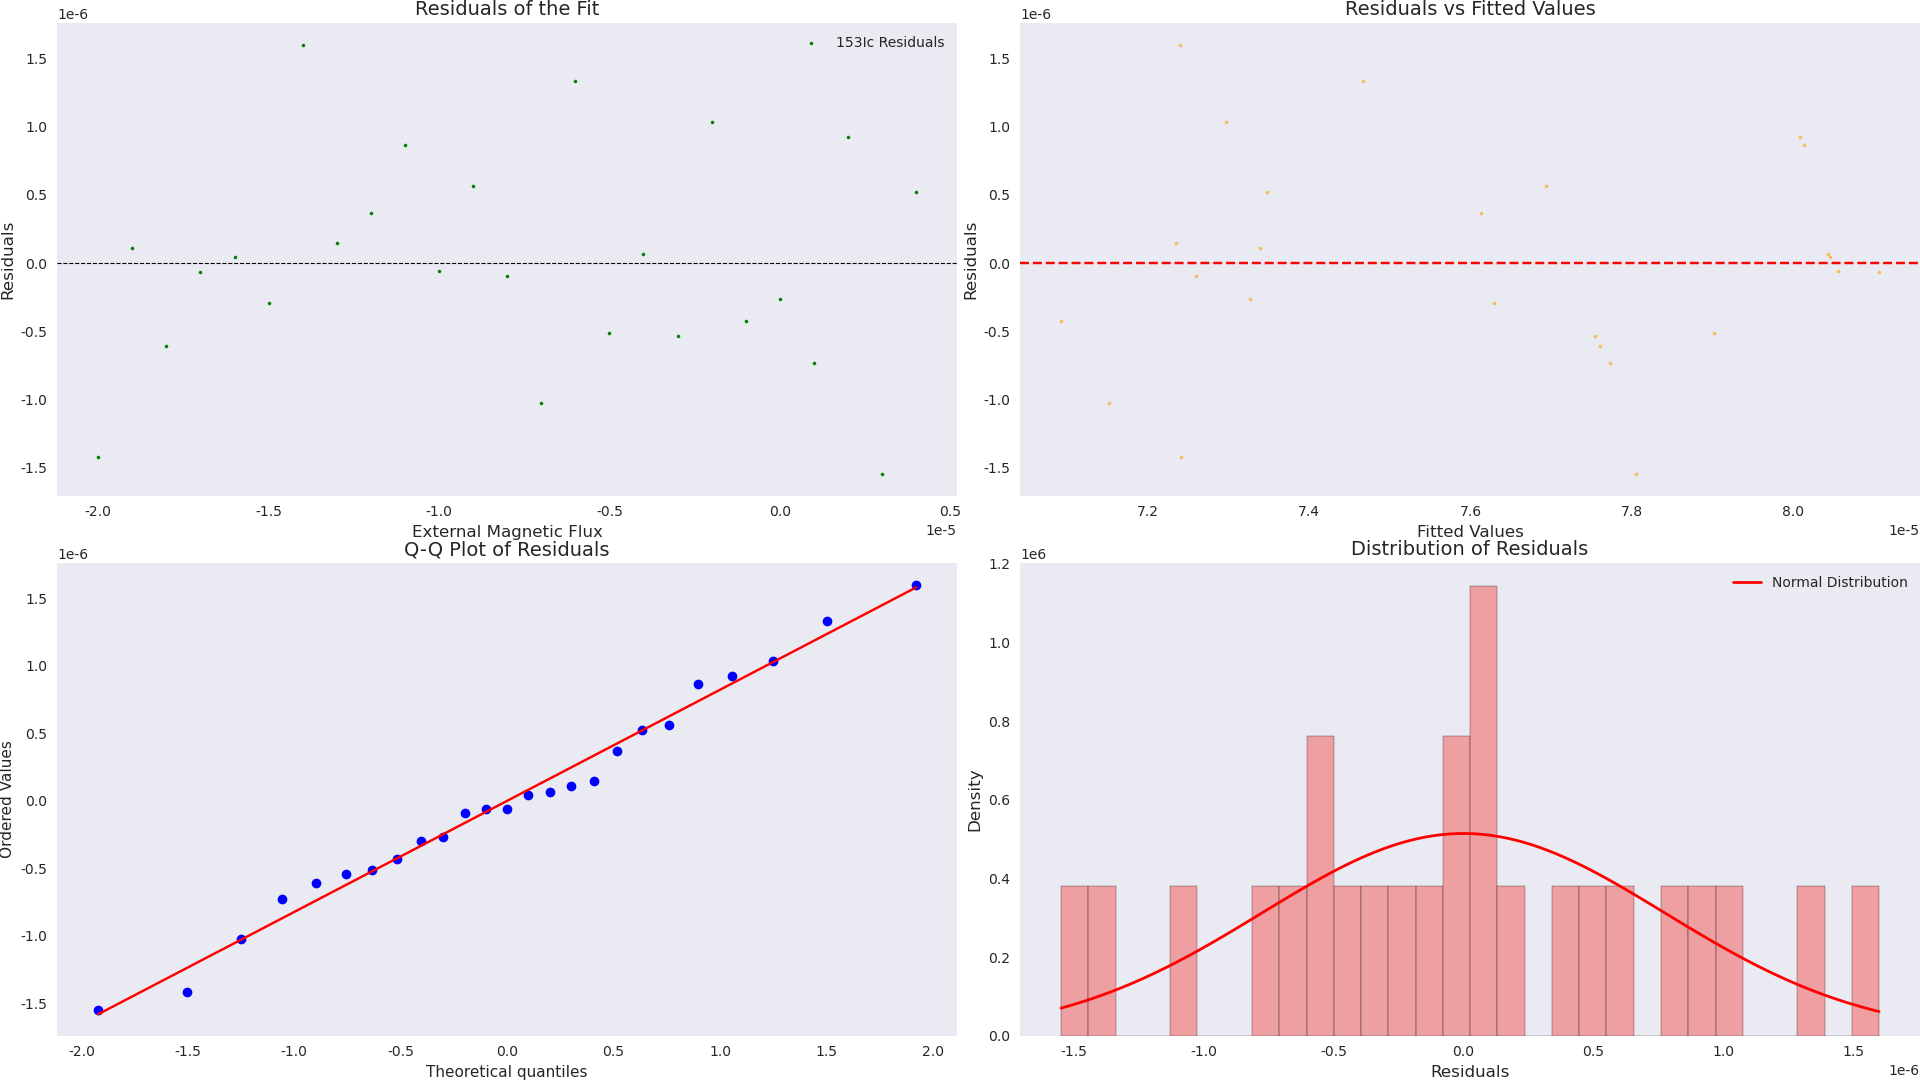 Residuals of the Fit
1e-6
153Ic Residuals
1.5
1.0
0.5
0.0
-0.5
-1.0
-1.5
Residuals
-2.0 -1.5 -1.0 -0.5 0.0 0.5
1e-5
External Magnetic Flux
Residuals vs Fitted Values
1e-6
1.5
1.0
0.5
0.0
-0.5
-1.0
-1.5
Residuals
7.2 7.4 7.6 7.8 8.0
1e-5
Fitted Values
Q-Q Plot of Residuals
1e-6
1.5
1.0
0.5
0.0
-0.5
-1.0
-1.5
Ordered Values
-2.0 -1.5 -1.0 -0.5 0.0 0.5 1.0 1.5 2.0
Theoretical quantiles
Distribution of Residuals
1e6
Normal Distribution
1.2
1.0
0.8
0.6
0.4
0.2
0.0
Density
-1.5 -1.0 -0.5 0.0 0.5 1.0 1.5
1e-6
Residuals